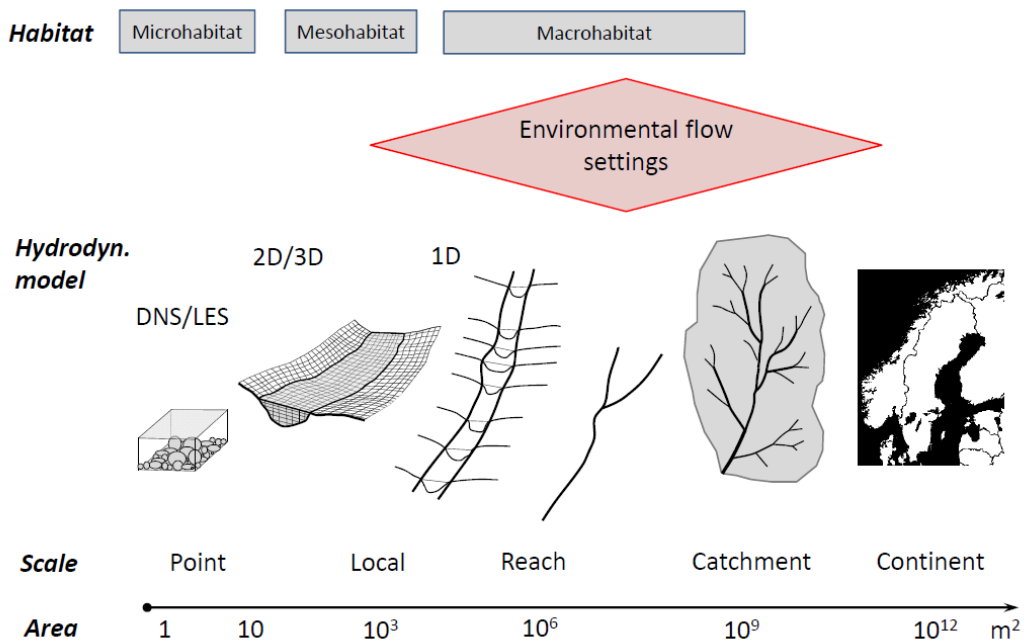 Habitat Microhabitat Mesohabitat Macrohabitat
Environmental flow
settings
Hydrodyn.
model
2D/3D 1D
DNS/LES
Scale Point Local Reach Catchment Continent
Area 1 10 10³ 10⁶ 10⁹ 10¹² m²